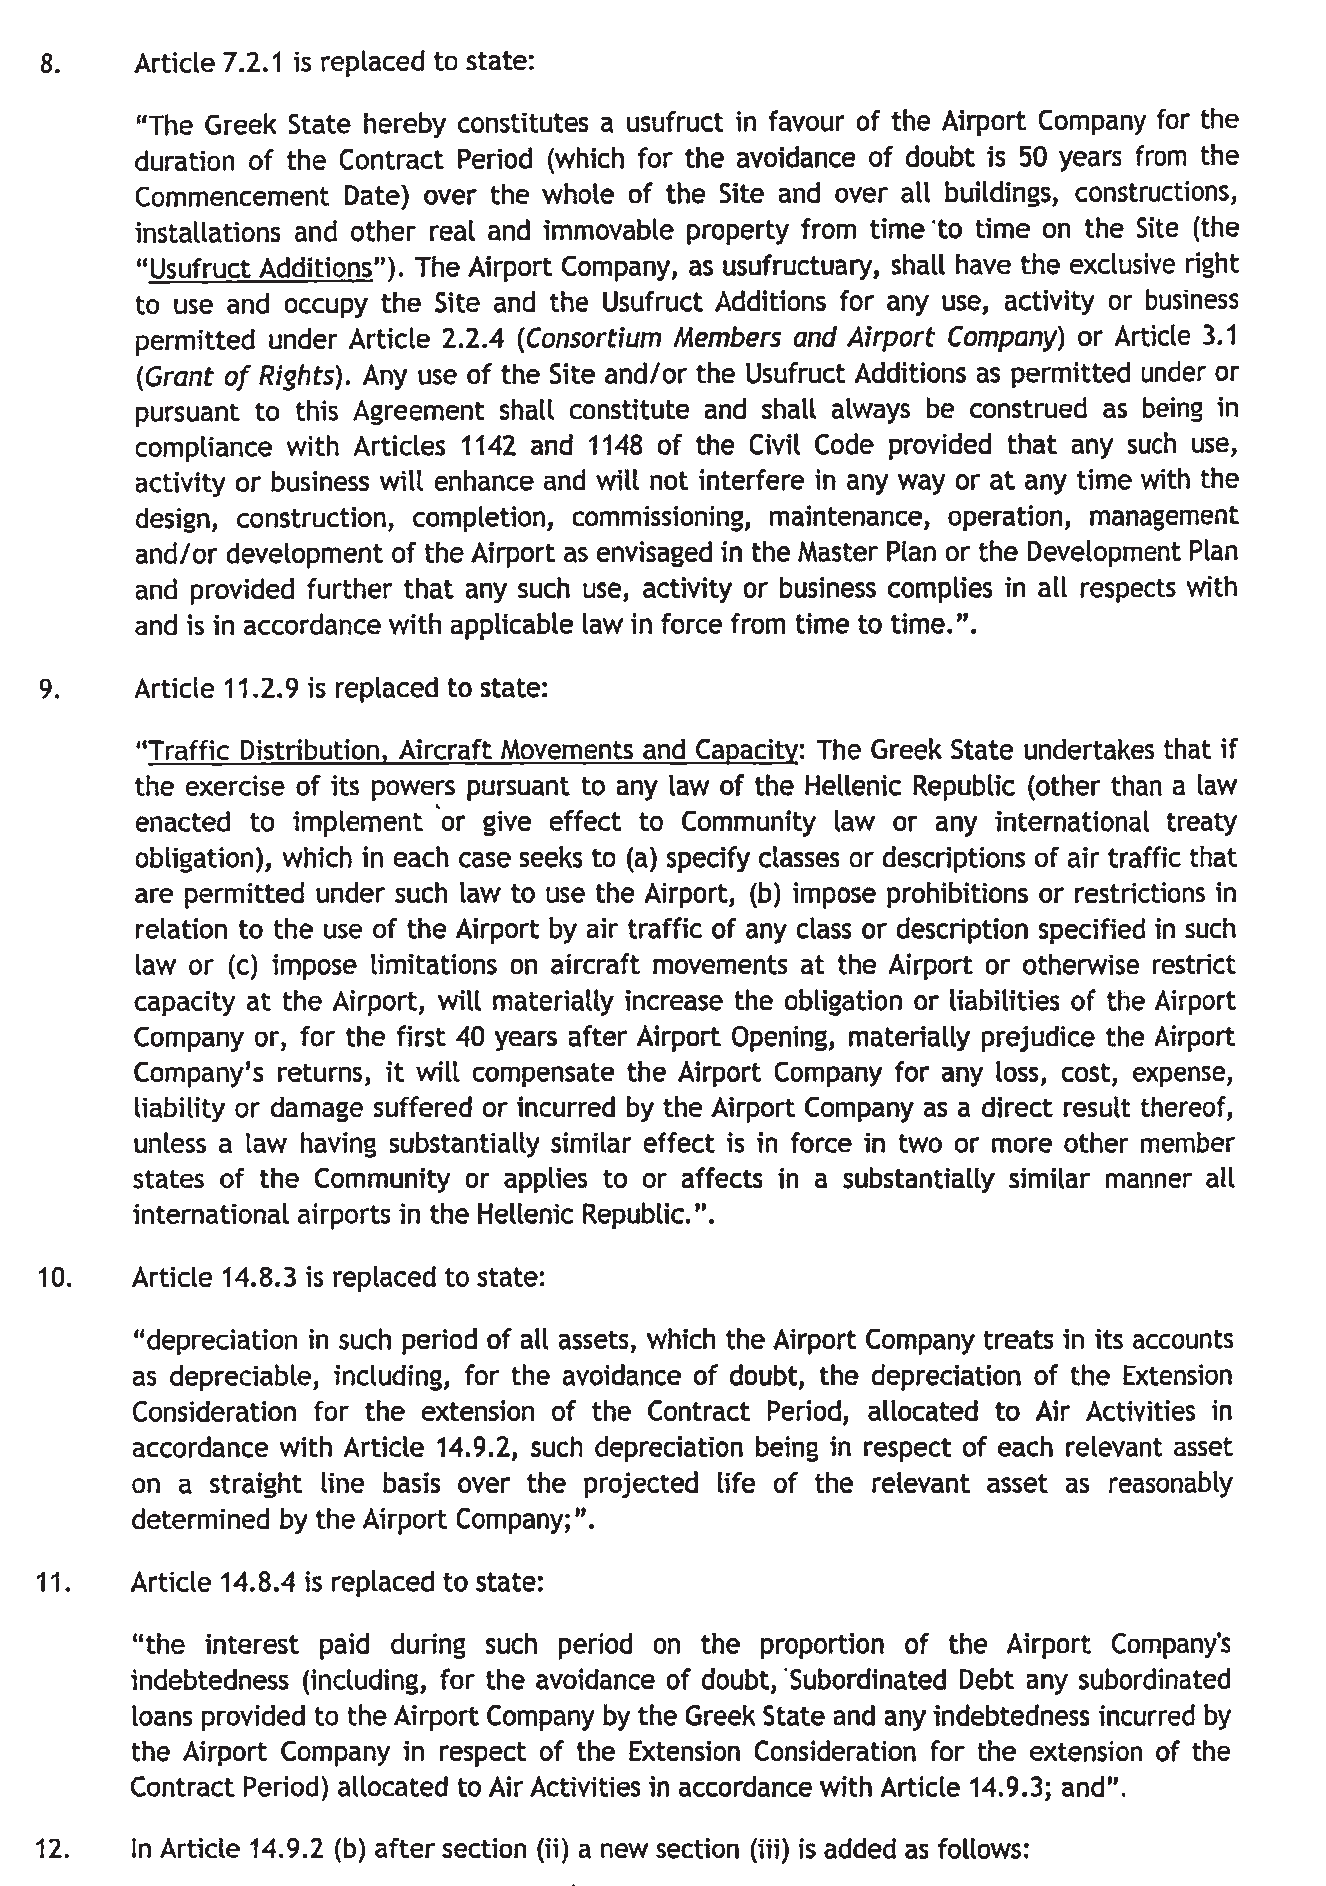 8. Article 7.2.1 is replaced to state:
“The Greek State hereby constitutes a usufruct in favour of the Airport Company for the
duration of the Contract Period (which for the avoidance of doubt is 50 years from the
Commencement Date) over the whole of the Site and over all buildings, constructions,
installations and other real and immovable property from time to time on the Site (the
“Usufruct Additions”). The Airport Company, as usufructuary, shall have the exclusive right
to use and occupy the Site and the Usufruct Additions for any use, activity or business
permitted under Article 2.2.4 (Consortium Members and Airport Company) or Article 3.1
(Grant of Rights). Any use of the Site and/or the Usufruct Additions as permitted under or
pursuant to this Agreement shall constitute and shall always be construed as being in
compliance with Articles 1142 and 1148 of the Civil Code provided that any such use,
activity or business will enhance and will not interfere in any way or at any time with the
design, construction, completion, commissioning, maintenance, operation, management
and/or development of the Airport as envisaged in the Master Plan or the Development Plan
and provided further that any such use, activity or business complies in all respects with
and is in accordance with applicable law in force from time to time.”.
9. Article 11.2.9 is replaced to state:
“Traffic Distribution, Aircraft Movements and Capacity: The Greek State undertakes that if
the exercise of its powers pursuant to any law of the Hellenic Republic (other than a law
enacted to implement or give effect to Community law or any international treaty
obligation), which in each case seeks to (a) specify classes or descriptions of air traffic that
are permitted under such law to use the Airport, (b) impose prohibitions or restrictions in
relation to the use of the Airport by air traffic of any class or description specified in such
law or (c) impose limitations on aircraft movements at the Airport or otherwise restrict
capacity at the Airport, will materially increase the obligation or liabilities of the Airport
Company or, for the first 40 years after Airport Opening, materially prejudice the Airport
Company's returns, it will compensate the Airport Company for any loss, cost, expense,
liability or damage suffered or incurred by the Airport Company as a direct result thereof,
unless a law having substantially similar effect is in force in two or more other member
states of the Community or applies to or affects in a substantially similar manner all
international airports in the Hellenic Republic.”.
10. Article 14.8.3 is replaced to state:
“depreciation in such period of all assets, which the Airport Company treats in its accounts
as depreciable, including, for the avoidance of doubt, the depreciation of the Extension
Consideration for the extension of the Contract Period, allocated to Air Activities in
accordance with Article 14.9.2, such depreciation being in respect of each relevant asset
on a straight line basis over the projected life of the relevant asset as reasonably
determined by the Airport Company;”.
11. Article 14.8.4 is replaced to state:
“the interest paid during such period on the proportion of the Airport Company's
indebtedness (including, for the avoidance of doubt, Subordinated Debt any subordinated
loans provided to the Airport Company by the Greek State and any indebtedness incurred by
the Airport Company in respect of the Extension Consideration for the extension of the
Contract Period) allocated to Air Activities in accordance with Article 14.9.3; and”.
12. In Article 14.9.2 (b) after section (ii) a new section (iii) is added as follows: